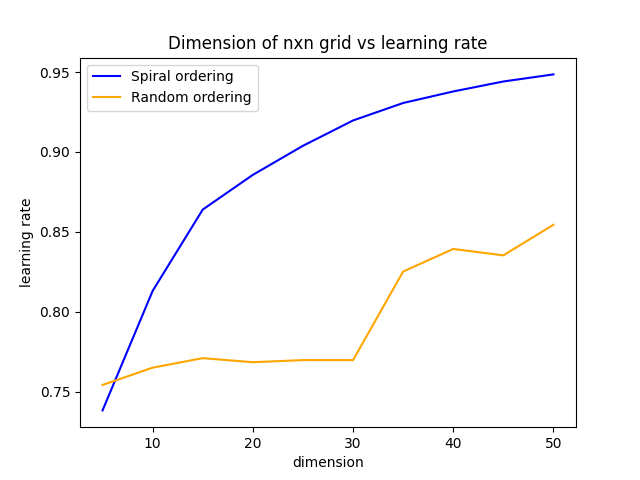 Dimension of nxn grid vs learning rate
Spiral ordering
Random ordering
learning rate
0.95
0.90
0.85
0.80
0.75
10 20 30 40 50
dimension